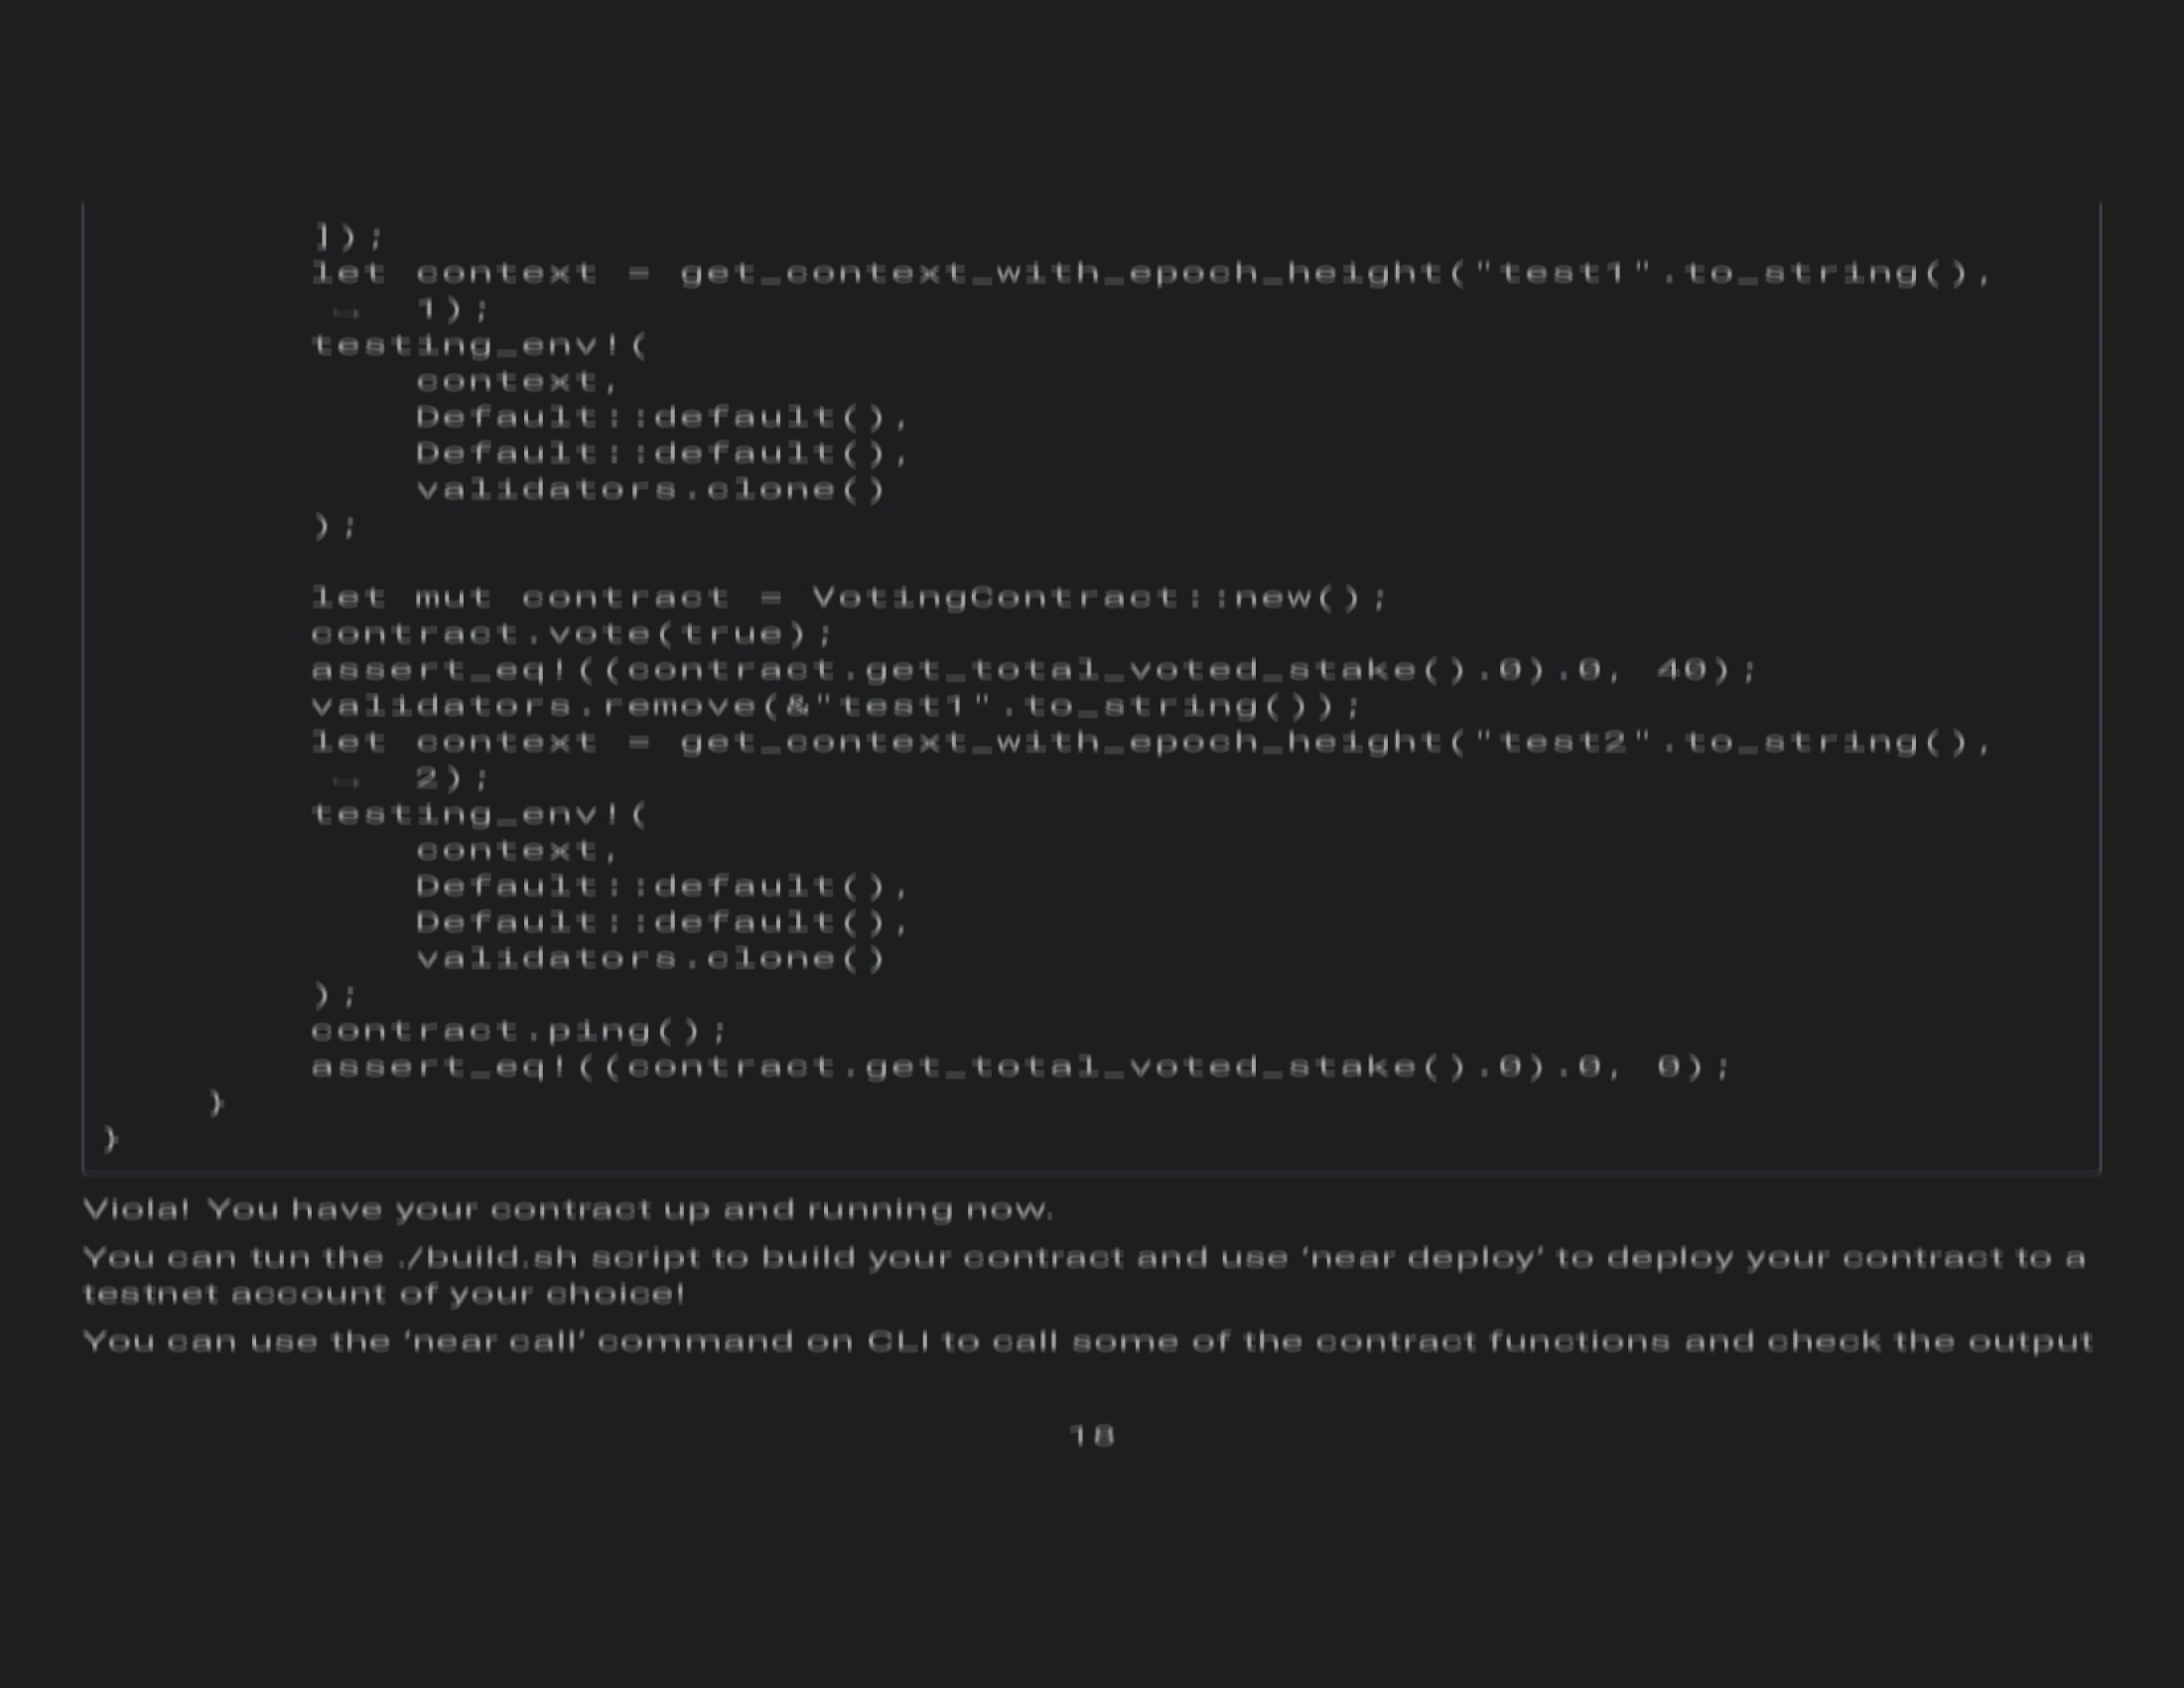 ]);
let context = get_context_with_epoch_height("test1".to_string(),
↪ 1);
testing_env!(
context,
Default::default(),
Default::default(),
validators.clone()
);
let mut contract = VotingContract::new();
contract.vote(true);
assert_eq!((contract.get_total_voted_stake().0).0, 40);
validators.remove(&"test1".to_string());
let context = get_context_with_epoch_height("test2".to_string(),
↪ 2);
testing_env!(
context,
Default::default(),
Default::default(),
validators.clone()
);
contract.ping();
assert_eq!((contract.get_total_voted_stake().0).0, 0);
}
}
Viola! You have your contract up and running now.
You can tun the ./build.sh script to build your contract and use ‘near deploy’ to deploy your contract to a
testnet account of your choice!
You can use the ‘near call’ command on CLI to call some of the contract functions and check the output
18